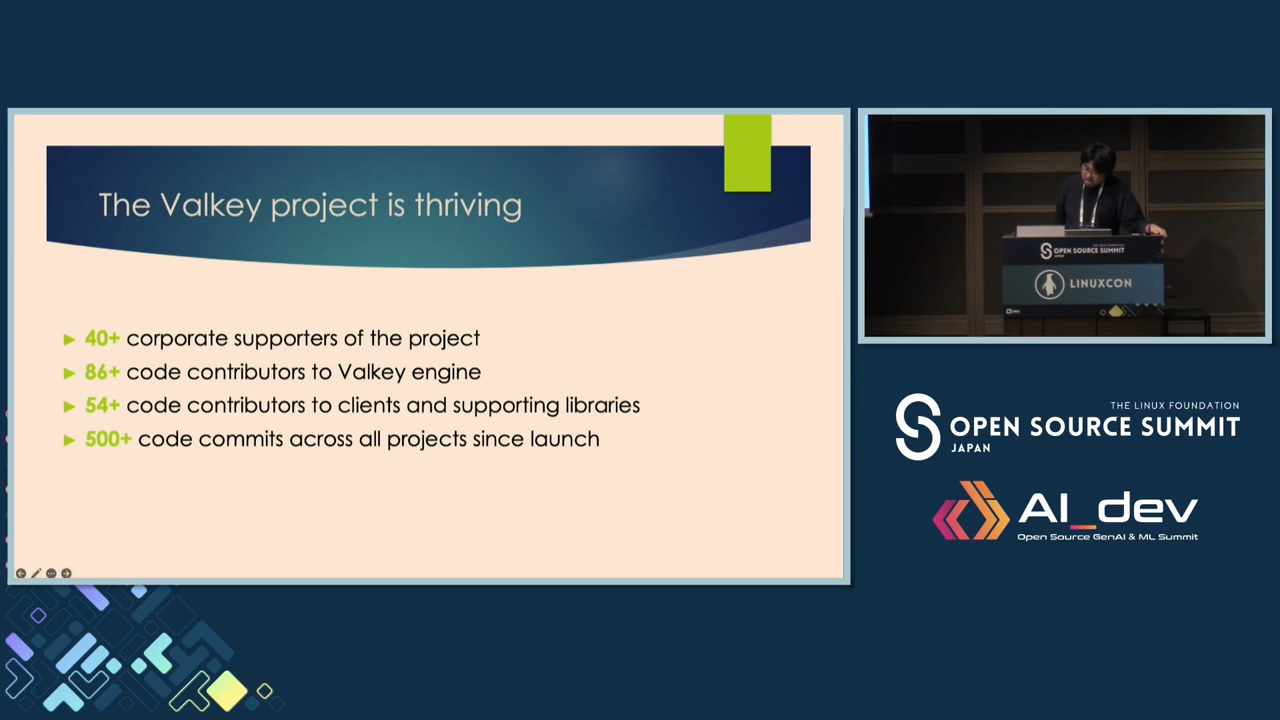 The Valkey project is thriving
40+ corporate supporters of the project
86+ code contributors to Valkey engine
54+ code contributors to clients and supporting libraries
500+ code commits across all projects since launch
OPEN SOURCE SUMMIT
JAPAN
LINUXCON
THE LINUX FOUNDATION
OPEN SOURCE SUMMIT
JAPAN
AI_dev
Open Source GenAI & ML Summit